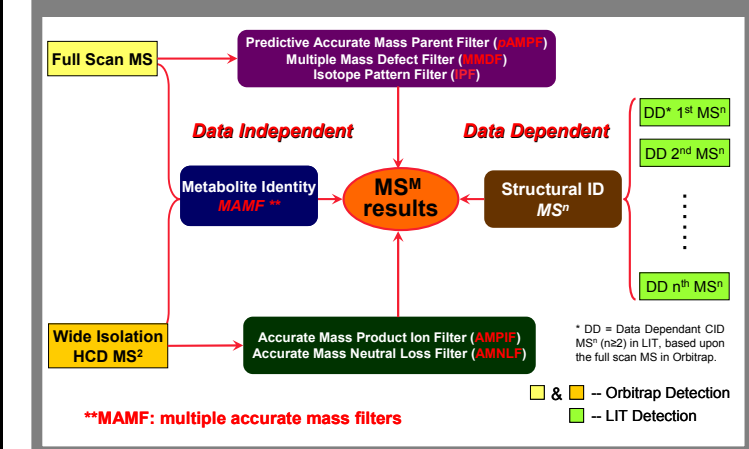 Full Scan MS
Predictive Accurate Mass Parent Filter (pAMPF)
Multiple Mass Defect Filter (MMDF)
Isotope Pattern Filter (IPF)
Data Independent
Data Dependent
DD* 1st MSⁿ
DD 2nd MSⁿ
DD nth MSⁿ
Metabolite Identity
MAMF **
MSᴹ
results
Structural ID
MSⁿ
Wide Isolation
HCD MS²
Accurate Mass Product Ion Filter (AMPIF)
Accurate Mass Neutral Loss Filter (AMNLF)
* DD = Data Dependant CID
MSⁿ (n≥2) in LIT, based upon
the full scan MS in Orbitrap.
& -- Orbitrap Detection
-- LIT Detection
**MAMF: multiple accurate mass filters